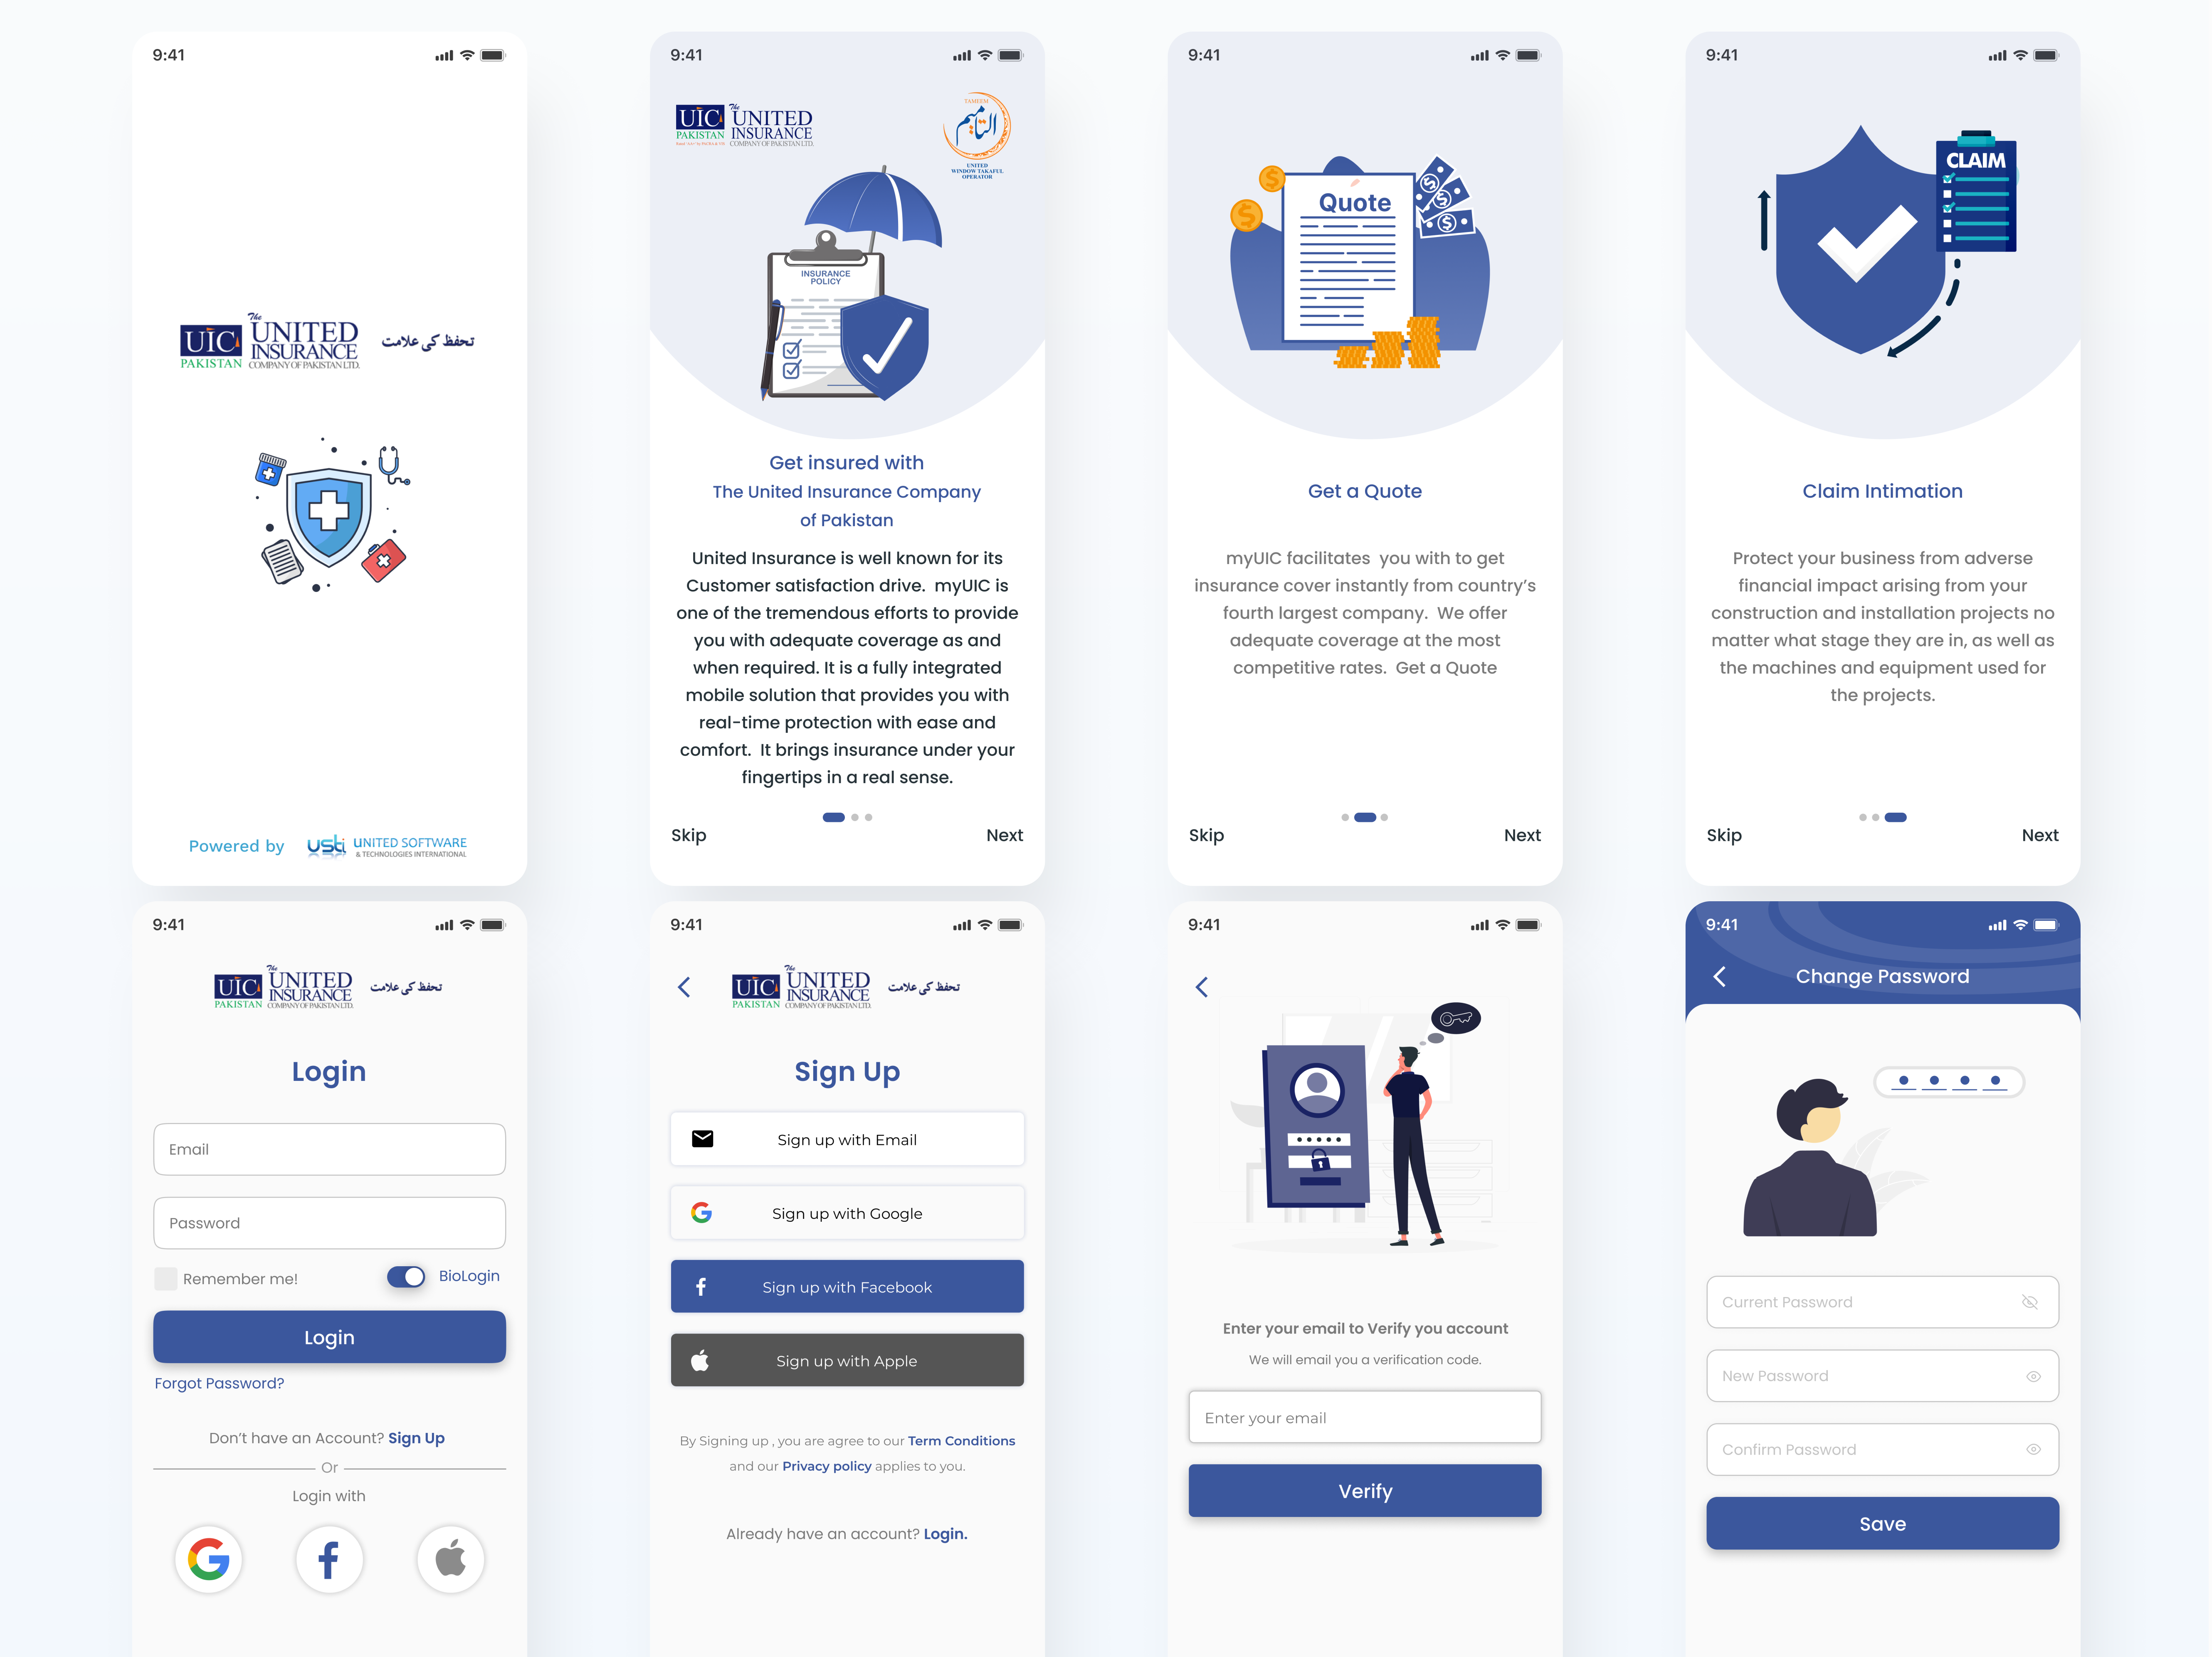 9:41
UIC
PAKISTAN
The
UNITED
INSURANCE
COMPANY OF PAKISTAN LTD.
تحفظ کی علامت
Powered by
usti
UNITED SOFTWARE
& TECHNOLOGIES INTERNATIONAL
9:41
UIC
PAKISTAN
The
UNITED
INSURANCE
COMPANY OF PAKISTAN LTD.
TAMEEM
UNITED
WINDOW TAKAFUL
OPERATOR
INSURANCE
POLICY
Get insured with
The United Insurance Company
of Pakistan
United Insurance is well known for its
Customer satisfaction drive. myUIC is
one of the tremendous efforts to provide
you with adequate coverage as and
when required. It is a fully integrated
mobile solution that provides you with
real-time protection with ease and
comfort. It brings insurance under your
fingertips in a real sense.
Skip
Next
9:41
Quote
Get a Quote
myUIC facilitates you with to get
insurance cover instantly from country's
fourth largest company. We offer
adequate coverage at the most
competitive rates. Get a Quote
Skip
Next
9:41
CLAIM
Claim Intimation
Protect your business from adverse
financial impact arising from your
construction and installation projects no
matter what stage they are in, as well as
the machines and equipment used for
the projects.
Skip
Next
9:41
UIC
PAKISTAN
The
UNITED
INSURANCE
COMPANY OF PAKISTAN LTD.
تحفظ کی علامت
Login
Email
Password
Remember me!
BioLogin
Login
Forgot Password?
Don't have an Account? Sign Up
Or
Login with
9:41
UIC
PAKISTAN
The
UNITED
INSURANCE
COMPANY OF PAKISTAN LTD.
تحفظ کی علامت
Sign Up
Sign up with Email
Sign up with Google
Sign up with Facebook
Sign up with Apple
By Signing up , you are agree to our Term Conditions
and our Privacy policy applies to you.
Already have an account? Login.
9:41
Enter your email to Verify you account
We will email you a verification code.
Enter your email
Verify
9:41
Change Password
Current Password
New Password
Confirm Password
Save